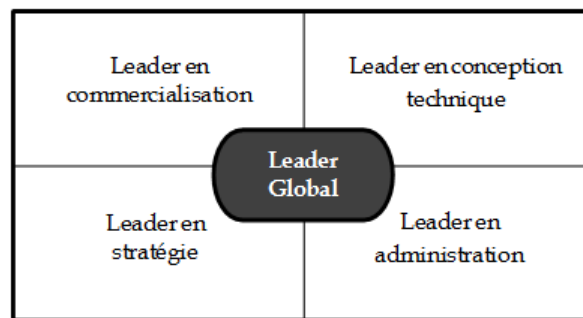 Leader en
commercialisation
Leader en conception
technique
Leader
Global
Leader en
stratégie
Leader en
administration